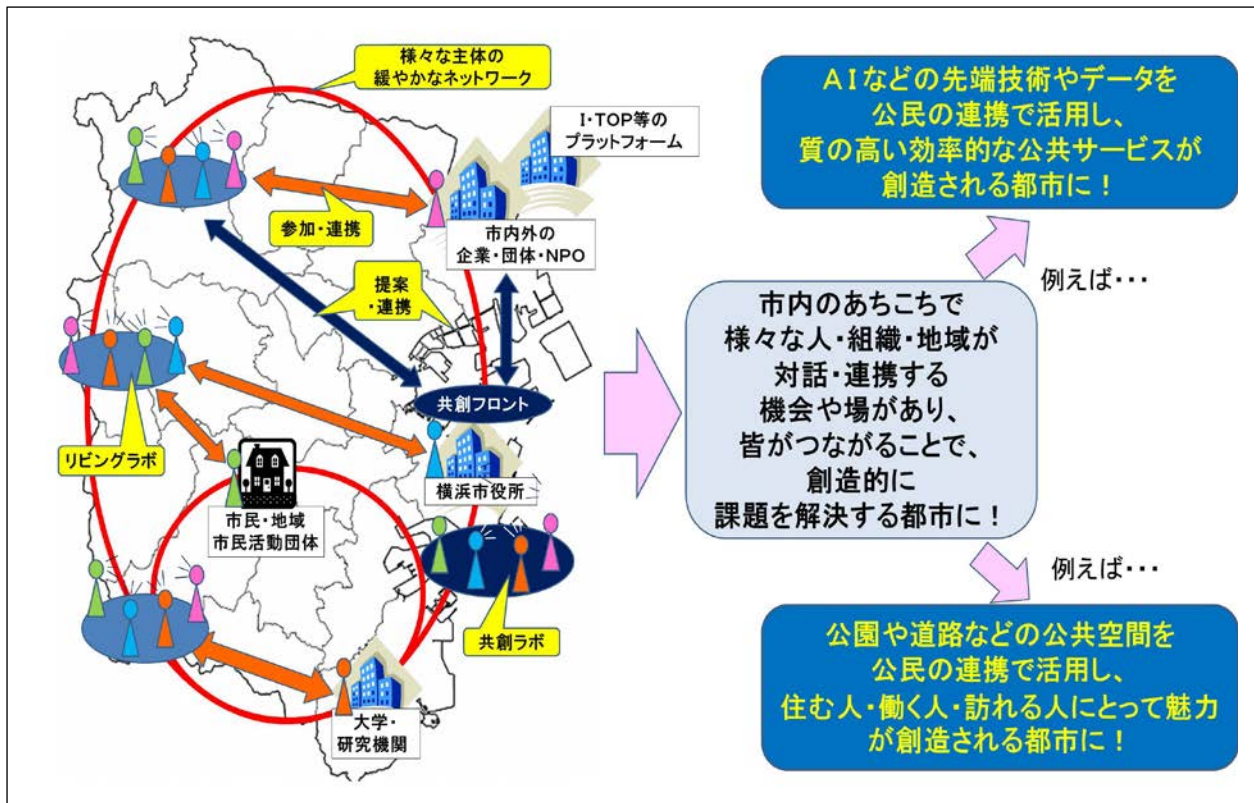 様々な主体の
緩やかなネットワーク
I・TOP等の
プラットフォーム
参加・連携
市内外の
企業・団体・NPO
提案
・連携
共創フロント
リビングラボ
横浜市役所
市民・地域
市民活動団体
共創ラボ
大学・
研究機関
AIなどの先端技術やデータを
公民の連携で活用し、
質の高い効率的な公共サービスが
創造される都市に！
例えば・・・
市内のあちこちで
様々な人・組織・地域が
対話・連携する
機会や場があり、
皆がつながることで、
創造的に
課題を解決する都市に！
例えば・・・
公園や道路などの公共空間を
公民の連携で活用し、
住む人・働く人・訪れる人にとって魅力
が創造される都市に！